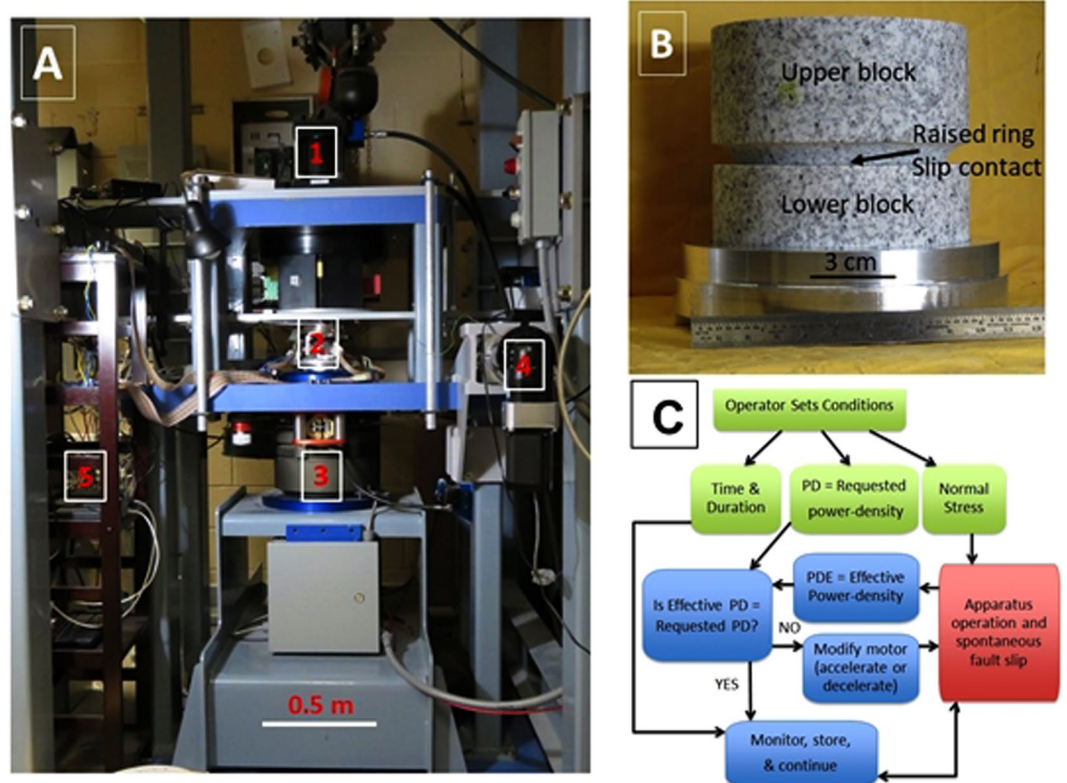 A
1
2
3
4
5
0.5 m
B
Upper block
Raised ring
Slip contact
Lower block
3 cm
C
Operator Sets Conditions
Time &
Duration
PD = Requested
power-density
Normal
Stress
Is Effective PD =
Requested PD?
PDE = Effective
Power-density
NO
Modify motor
(accelerate or
decelerate)
Apparatus
operation and
spontaneous
fault slip
YES
Monitor, store,
& continue